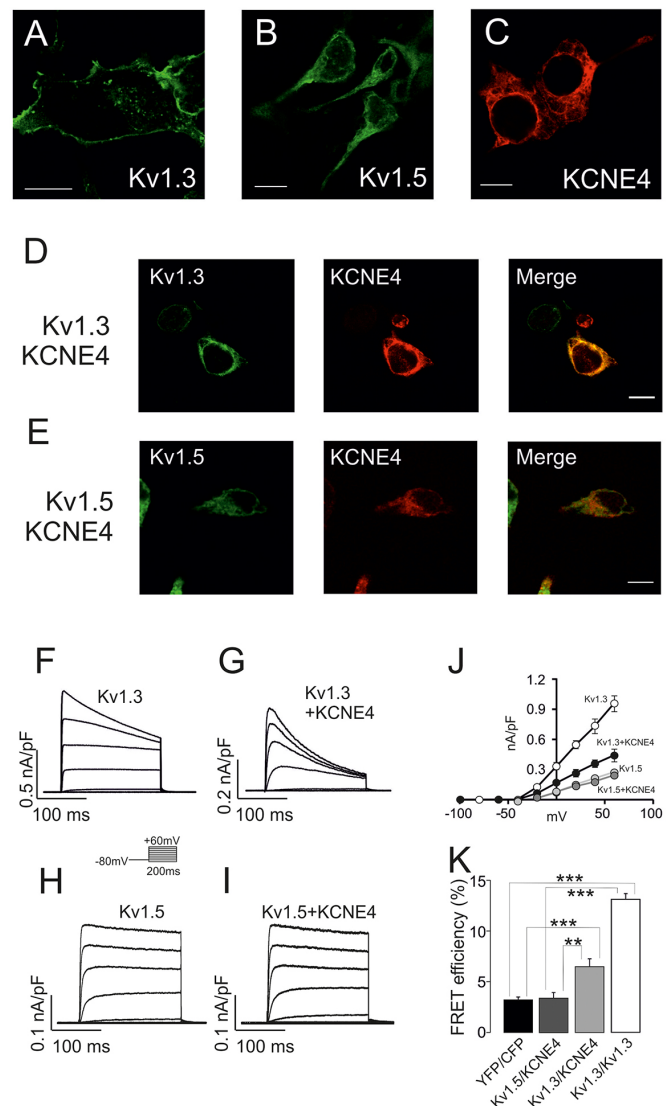 A
B
C
Kv1.3
Kv1.5
KCNE4
D
Kv1.3
KCNE4
Merge
Kv1.3
KCNE4
E
Kv1.5
KCNE4
Merge
Kv1.5
KCNE4
F
Kv1.3
0.5 nA/pF
100 ms
G
Kv1.3
+KCNE4
0.2 nA/pF
100 ms
J
1.2
0.9
0.6
0.3
nA/pF
Kv1.3
Kv1.3+KCNE4
Kv1.5
Kv1.5+KCNE4
-100
-50
mV
50
100
+60mV
-80mV
200ms
H
Kv1.5
0.1 nA/pF
100 ms
I
Kv1.5+KCNE4
0.1 nA/pF
100 ms
K
FRET efficiency (%)
15
10
5
0
***
***
***
**
YFP/CFP
Kv1.5/KCNE4
Kv1.3/KCNE4
Kv1.3/Kv1.3